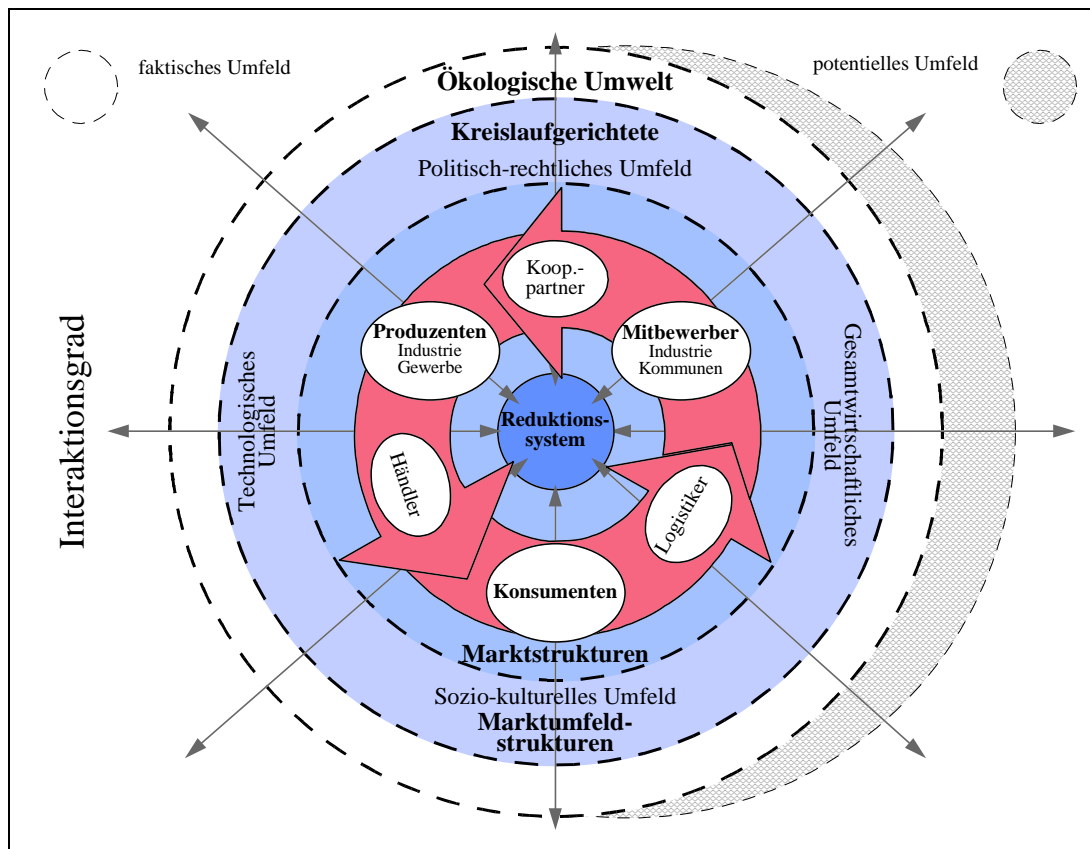 faktisches Umfeld
potentielles Umfeld
Ökologische Umwelt
Kreislaufgerichtete
Politisch-rechtliches Umfeld
Koop.-
partner
Produzenten
Industrie
Gewerbe
Mitbewerber
Industrie
Kommunen
Interaktionsgrad
Technologisches
Umfeld
Reduktions-
system
Gesamtwirtschaftliches
Umfeld
Händler
Logistiker
Konsumenten
Marktstrukturen
Sozio-kulturelles Umfeld
Marktumfeld-
strukturen